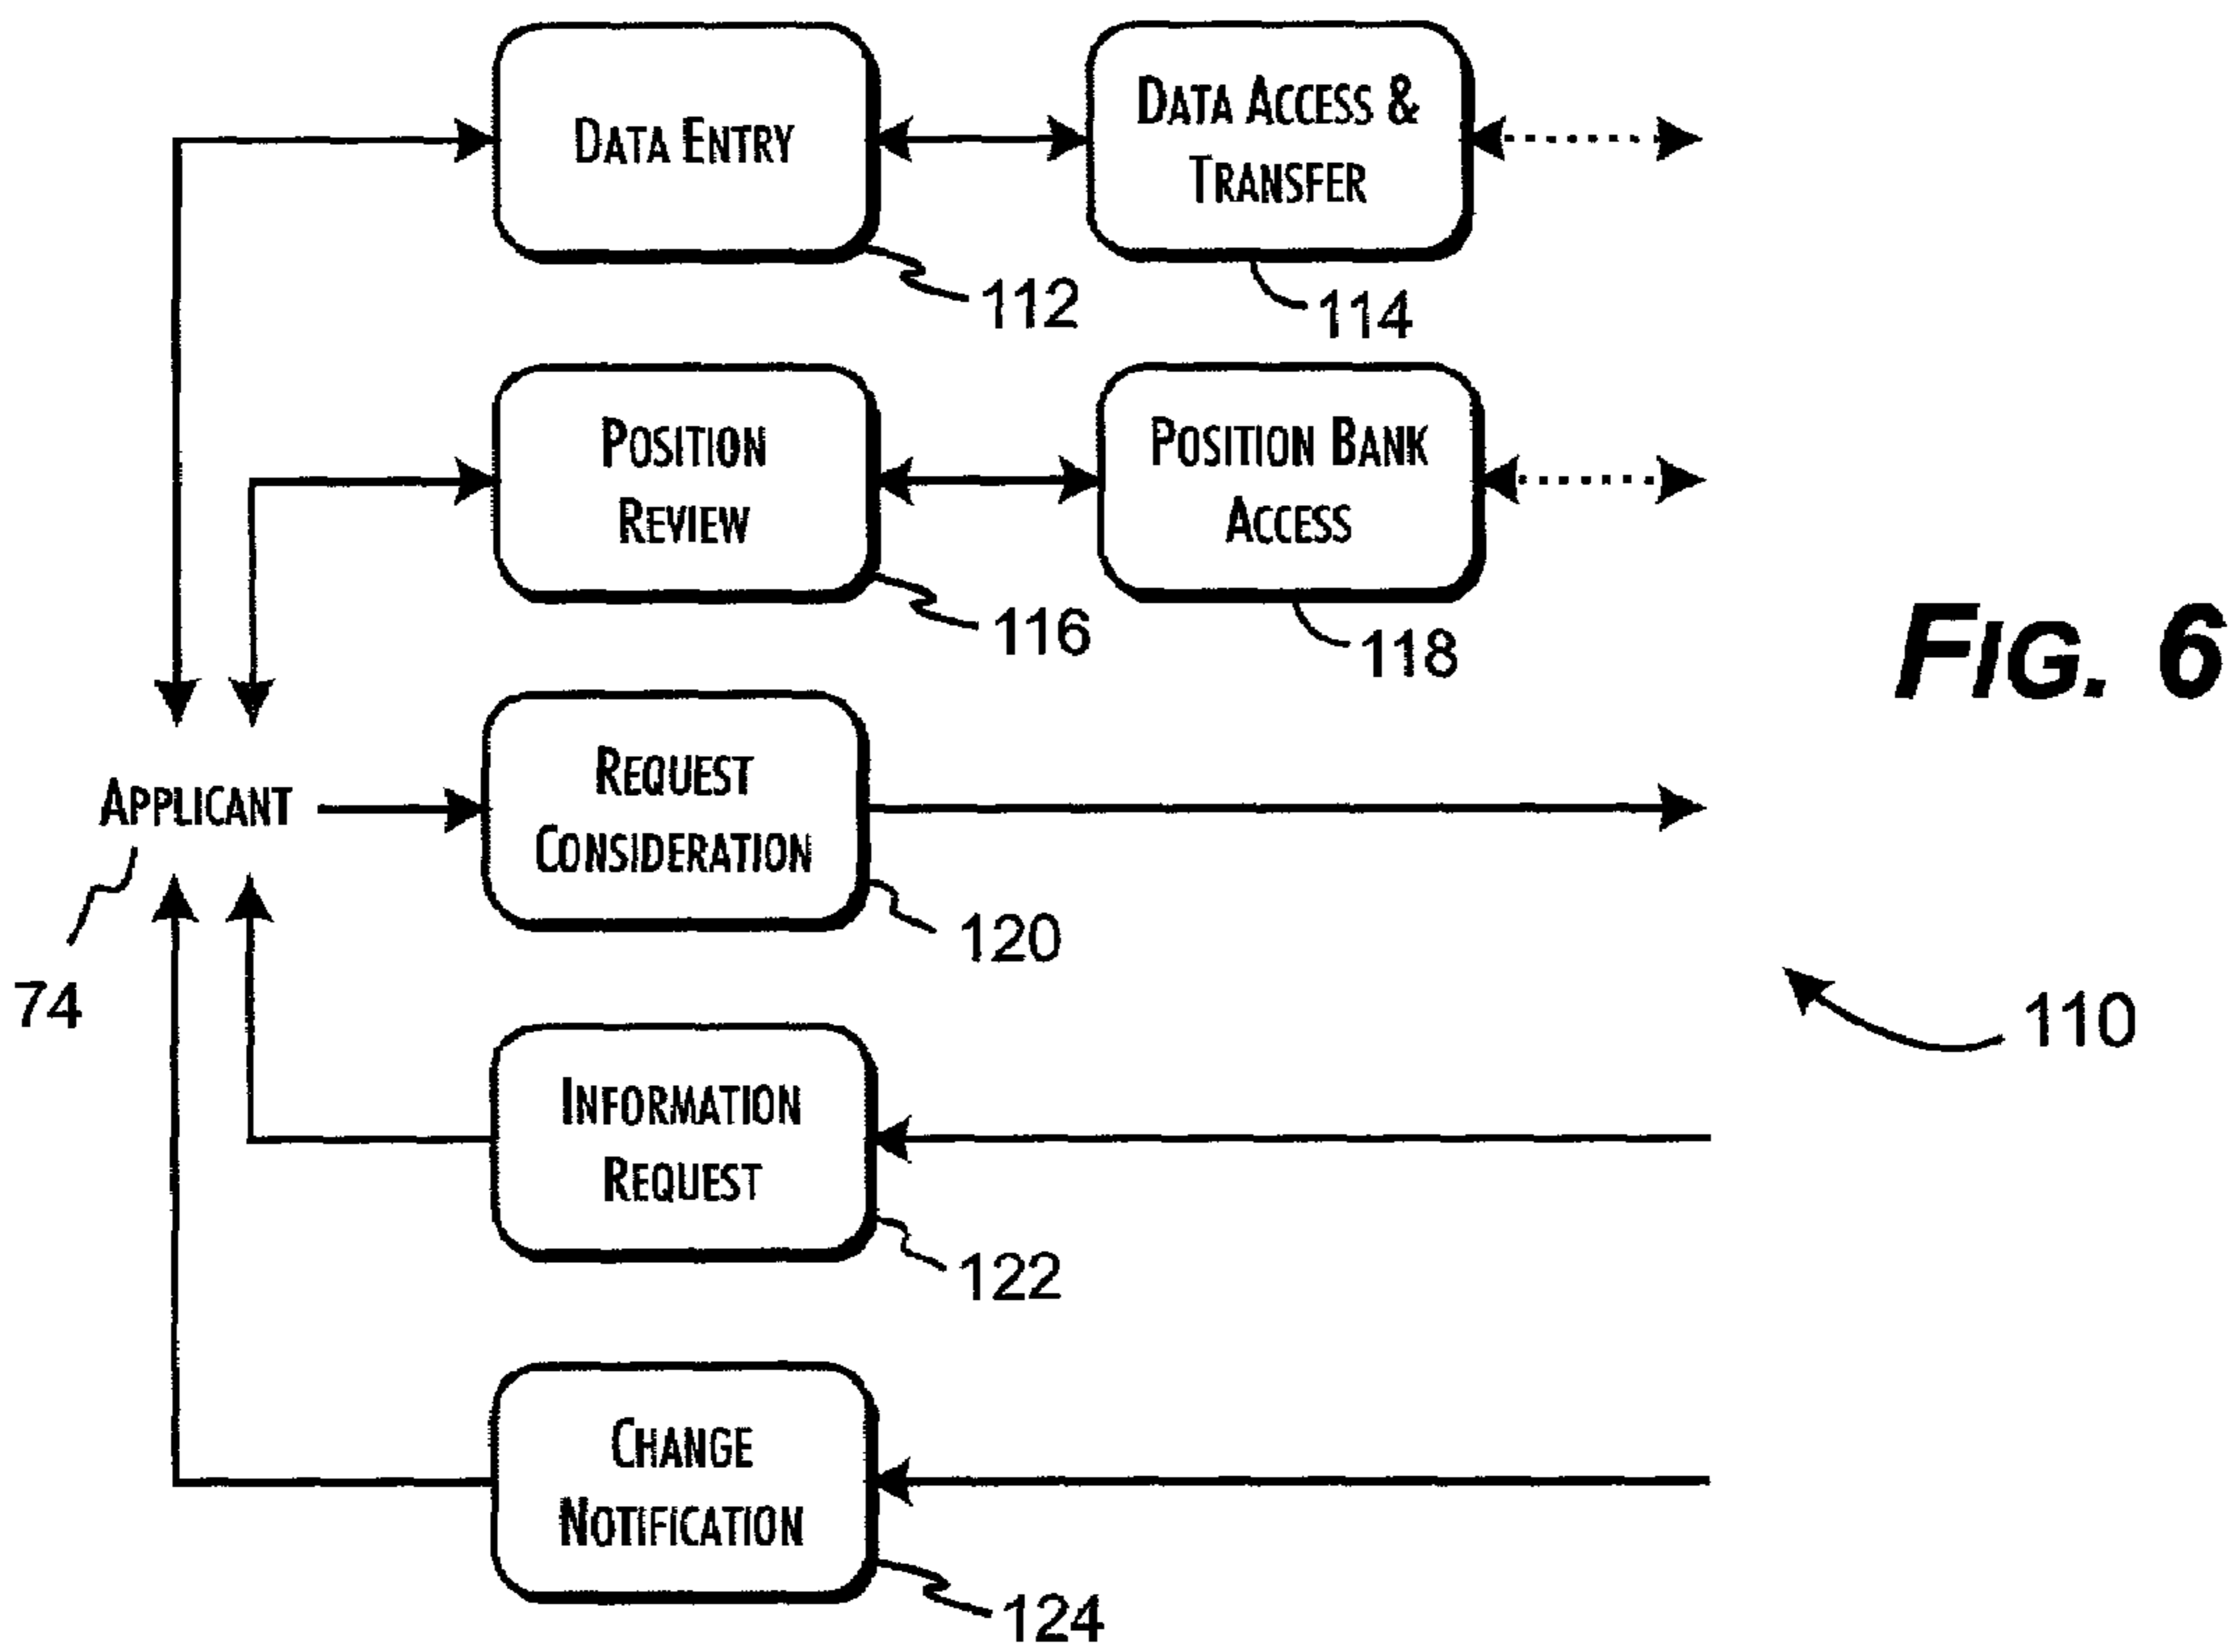 DATA ENTRY
DATA ACCESS &
TRANSFER
112
114
POSITION
REVIEW
POSITION BANK
ACCESS
116
118
FIG. 6
REQUEST
CONSIDERATION
APPLICANT
120
74
110
INFORMATION
REQUEST
122
CHANGE
NOTIFICATION
124